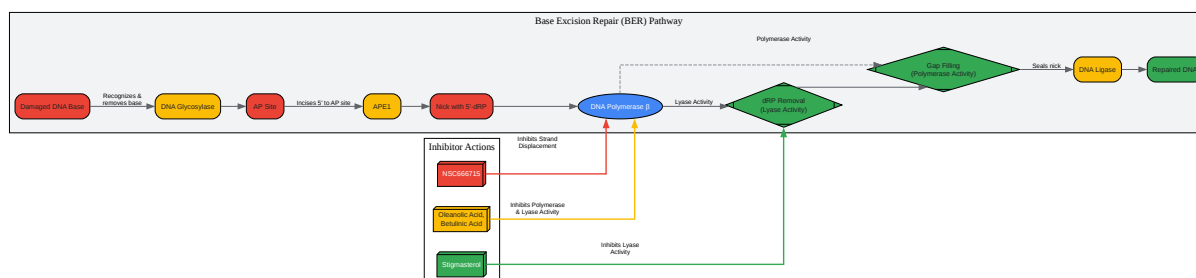 Base Excision Repair (BER) Pathway
Polymerase Activity
Damaged DNA Base
Recognizes &
removes base
DNA Glycosylase
AP Site
Incises 5' to AP site
APE1
Nick with 5'-dRP
DNA Polymerase β
Lyase Activity
dRP Removal
(Lyase Activity)
Gap Filling
(Polymerase Activity)
Seals nick
DNA Ligase
Repaired DNA
Inhibitor Actions
NSC666715
Inhibits Strand
Displacement
Oleanolic Acid,
Betulinic Acid
Inhibits Polymerase
& Lyase Activity
Stigmasterol
Inhibits Lyase
Activity